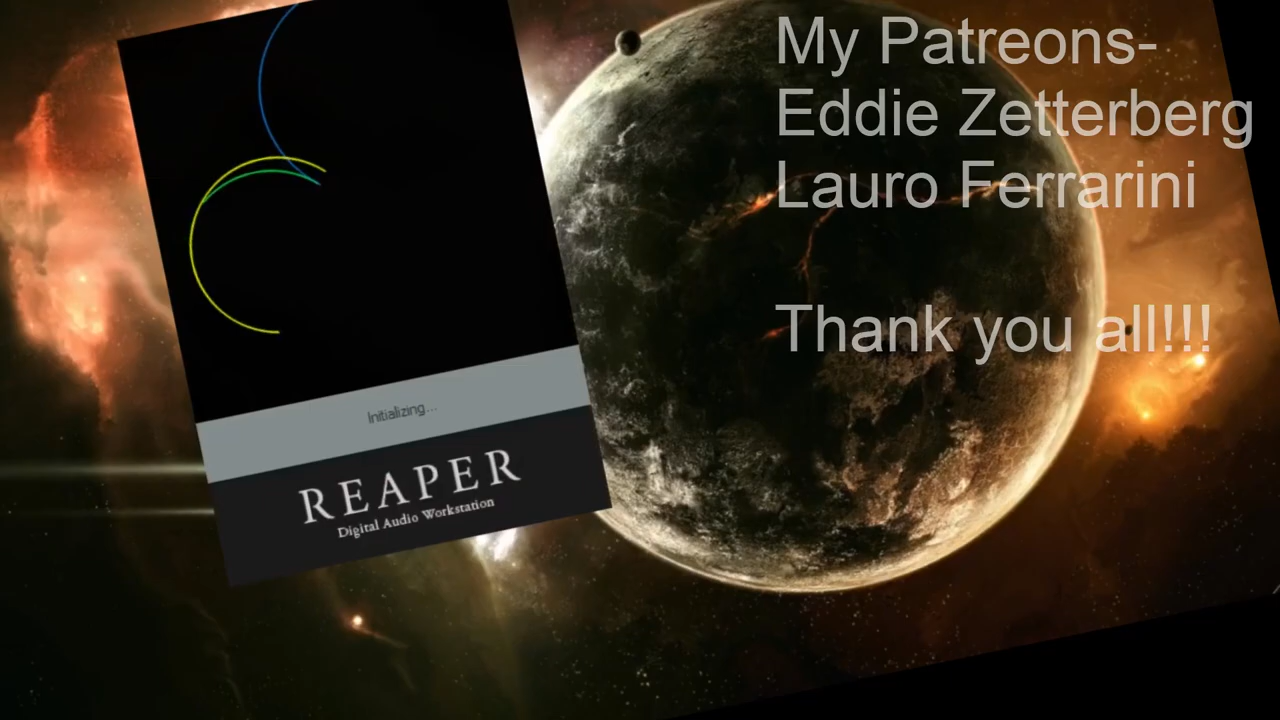 My Patreons-
Eddie Zetterberg
Lauro Ferrarini
Thank you all!!!
Initializing...
REAPER
Digital Audio Workstation